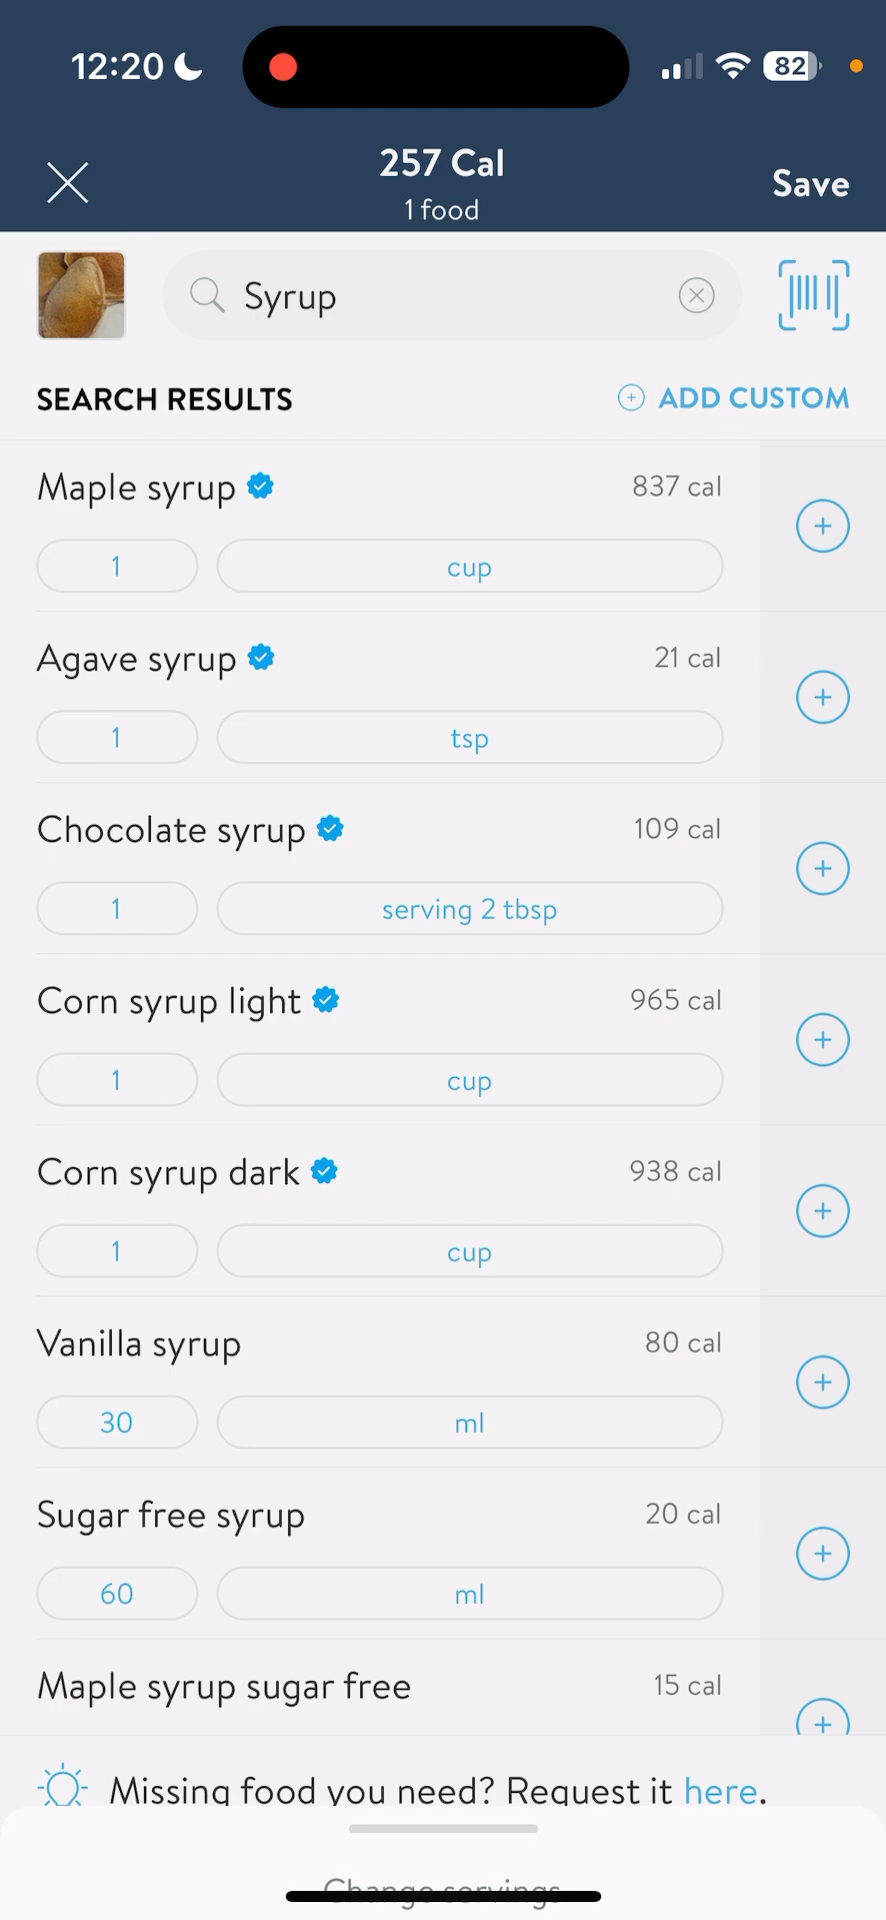 12:20
82
257 Cal
1 food
Save
Syrup
SEARCH RESULTS
ADD CUSTOM
Maple syrup
837 cal
1
cup
Agave syrup
21 cal
1
tsp
Chocolate syrup
109 cal
1
serving 2 tbsp
Corn syrup light
965 cal
1
cup
Corn syrup dark
938 cal
1
cup
Vanilla syrup
80 cal
30
ml
Sugar free syrup
20 cal
60
ml
Maple syrup sugar free
15 cal
Missing food you need? Request it here.
Change servings